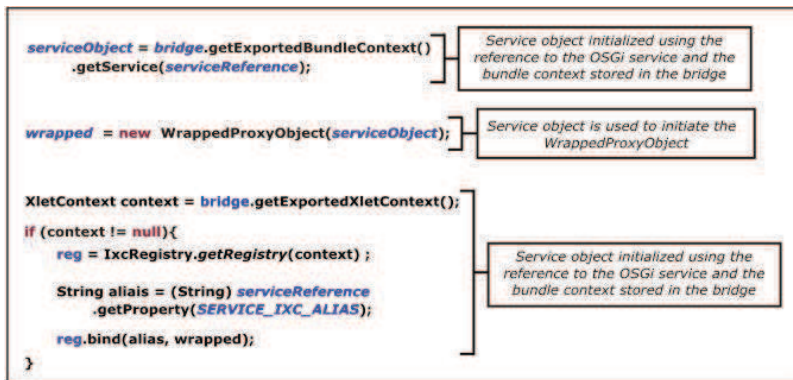 serviceObject = bridge.getExportedBundleContext()
.getService(serviceReference);
Service object initialized using the
reference to the OSGi service and the
bundle context stored in the bridge
wrapped = new WrappedProxyObject(serviceObject);
Service object is used to initiate the
WrappedProxyObject
XletContext context = bridge.getExportedXletContext();
if (context != null){
reg = IxcRegistry.getRegistry(context) ;
String aliais = (String) serviceReference
.getProperty(SERVICE_IXC_ALIAS);
reg.bind(alias, wrapped);
}
Service object initialized using the
reference to the OSGi service and the
bundle context stored in the bridge